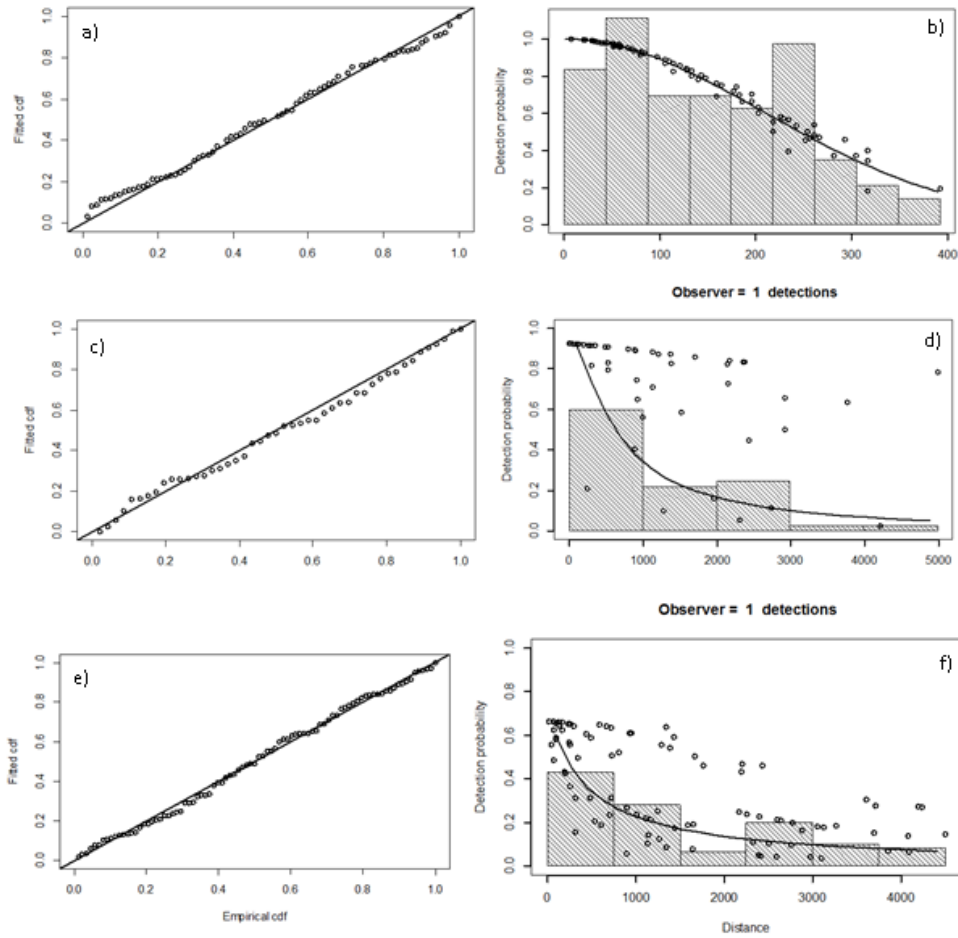 a)
Fitted cdf
0.0 0.2 0.4 0.6 0.8 1.0
0.0 0.2 0.4 0.6 0.8 1.0
b)
Detection probability
0.0 0.2 0.4 0.6 0.8 1.0
0 100 200 300 400
Observer = 1 detections
c)
Fitted cdf
0.0 0.2 0.4 0.6 0.8 1.0
0.0 0.2 0.4 0.6 0.8 1.0
d)
Detection probability
0.0 0.2 0.4 0.6 0.8 1.0
0 1000 2000 3000 4000 5000
Observer = 1 detections
e)
Fitted cdf
0.0 0.2 0.4 0.6 0.8 1.0
0.0 0.2 0.4 0.6 0.8 1.0
Empirical cdf
f)
Detection probability
0.0 0.2 0.4 0.6 0.8 1.0
0 1000 2000 3000 4000
Distance